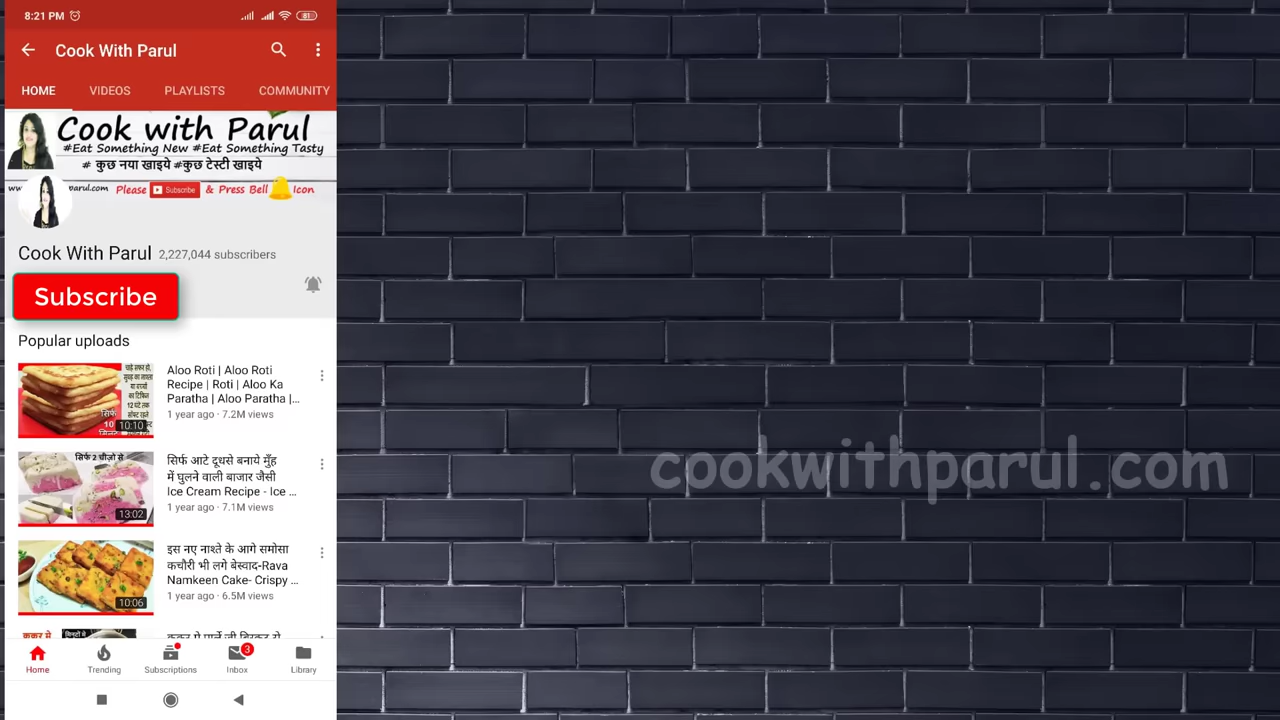 8:21 PM
81
Cook With Parul
HOME VIDEOS PLAYLISTS COMMUNITY
Cook with Parul
#Eat Something New #Eat Something Tasty
# कुछ नया खाइये #कुछ टेस्टी खाइये
Please Subscribe & Press Bell Icon
Cook With Parul 2,227,044 subscribers
Subscribe
Popular uploads
Aloo Roti | Aloo Roti
Recipe | Roti | Aloo Ka
Paratha | Aloo Paratha |...
1 year ago · 7.2M views
10:10
सिर्फ 2 चीज़ो से
सिर्फ आटे दूधसे बनाये मुँह
में घुलने वाली बाजार जैसी
Ice Cream Recipe - Ice ...
1 year ago · 7.1M views
13:02
इस नए नाश्ते के आगे समोसा
कचौरी भी लगे बेस्वाद-Rava
Namkeen Cake- Crispy ...
1 year ago · 6.5M views
10:06
Home Trending Subscriptions Inbox Library
3
cookwithparul.com